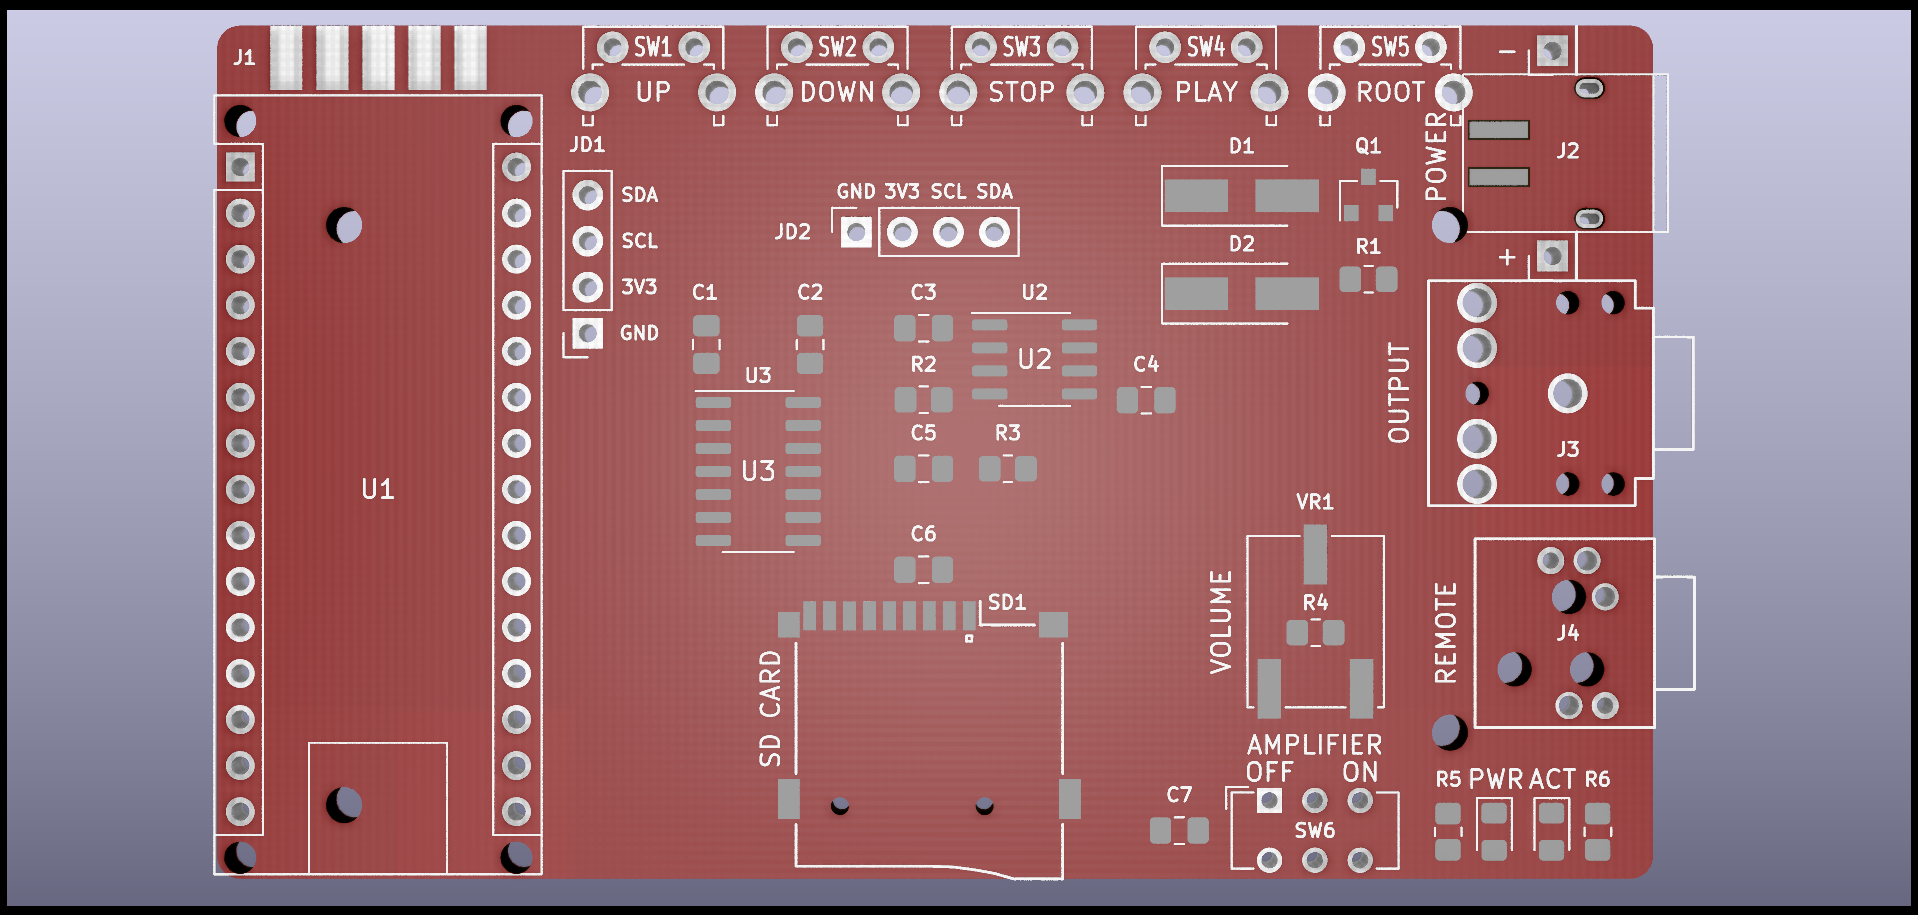 J1
SW1
SW2
SW3
SW4
SW5
-
UP
DOWN
STOP
PLAY
ROOT
JD1
D1
Q1
POWER
J2
SDA
GND 3V3 SCL SDA
JD2
SCL
D2
R1
+
3V3
C1
C2
C3
U2
GND
U2
R2
C4
U3
OUTPUT
C5
R3
J3
U3
U1
VR1
C6
SD1
VOLUME
R4
REMOTE
J4
SD CARD
AMPLIFIER
OFF ON
R5 PWR ACT R6
C7
SW6